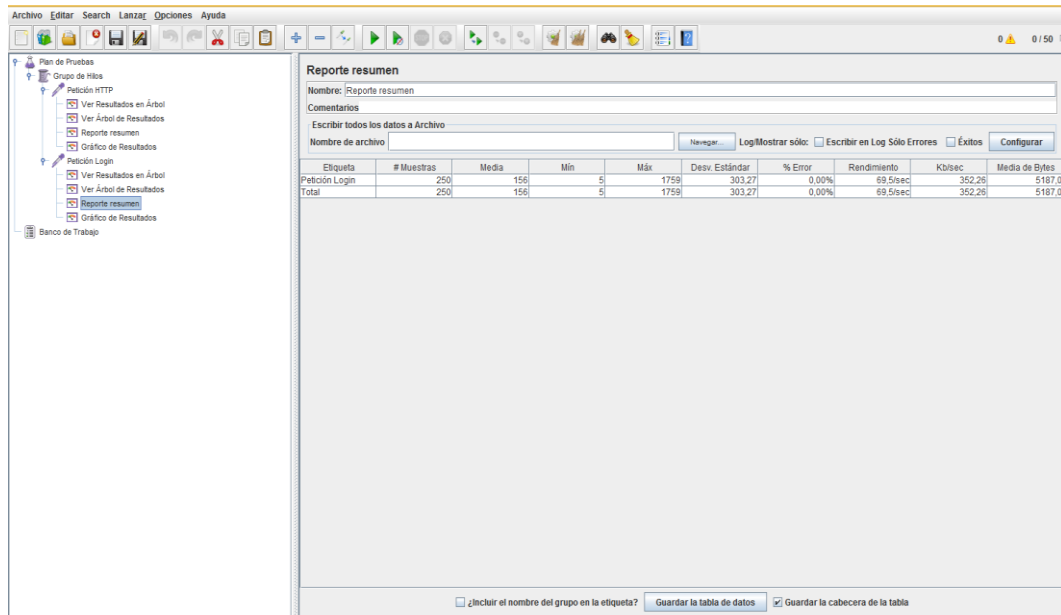 Archivo Editar Search Lanzar Opciones Ayuda
0 0 / 50
Plan de Pruebas
Grupo de Hilos
Petición HTTP
Ver Resultados en Árbol
Ver Árbol de Resultados
Reporte resumen
Gráfico de Resultados
Petición Login
Ver Resultados en Árbol
Ver Árbol de Resultados
Reporte resumen
Gráfico de Resultados
Banco de Trabajo
Reporte resumen
Nombre: Reporte resumen
Comentarios
Escribir todos los datos a Archivo
Nombre de archivo Navegar... Log/Mostrar sólo: Escribir en Log Sólo Errores Éxitos Configurar
Etiqueta # Muestras Media Mín Máx Desv. Estándar % Error Rendimiento Kb/sec Media de Bytes
Petición Login 250 156 5 1759 303,27 0,00% 69,5/sec 352,26 5187,0
Total 250 156 5 1759 303,27 0,00% 69,5/sec 352,26 5187,0
¿Incluir el nombre del grupo en la etiqueta? Guardar la tabla de datos Guardar la cabecera de la tabla